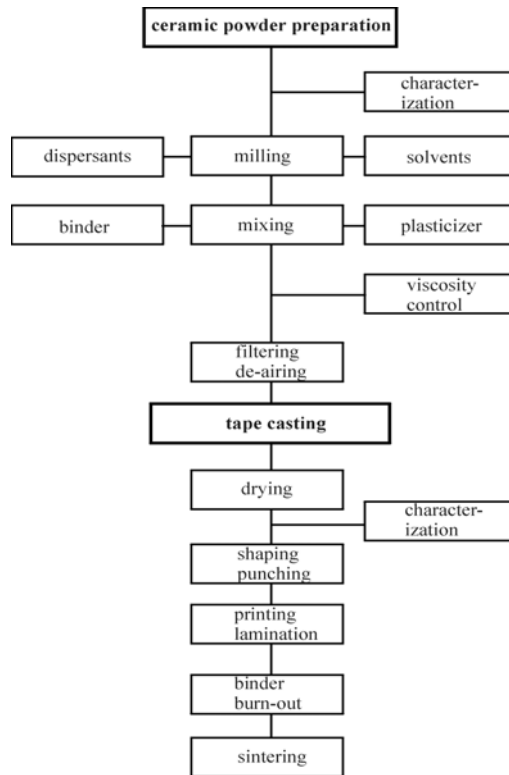 ceramic powder preparation
character-
ization
dispersants
milling
solvents
binder
mixing
plasticizer
viscosity
control
filtering
de-airing
tape casting
drying
character-
ization
shaping
punching
printing
lamination
binder
burn-out
sintering